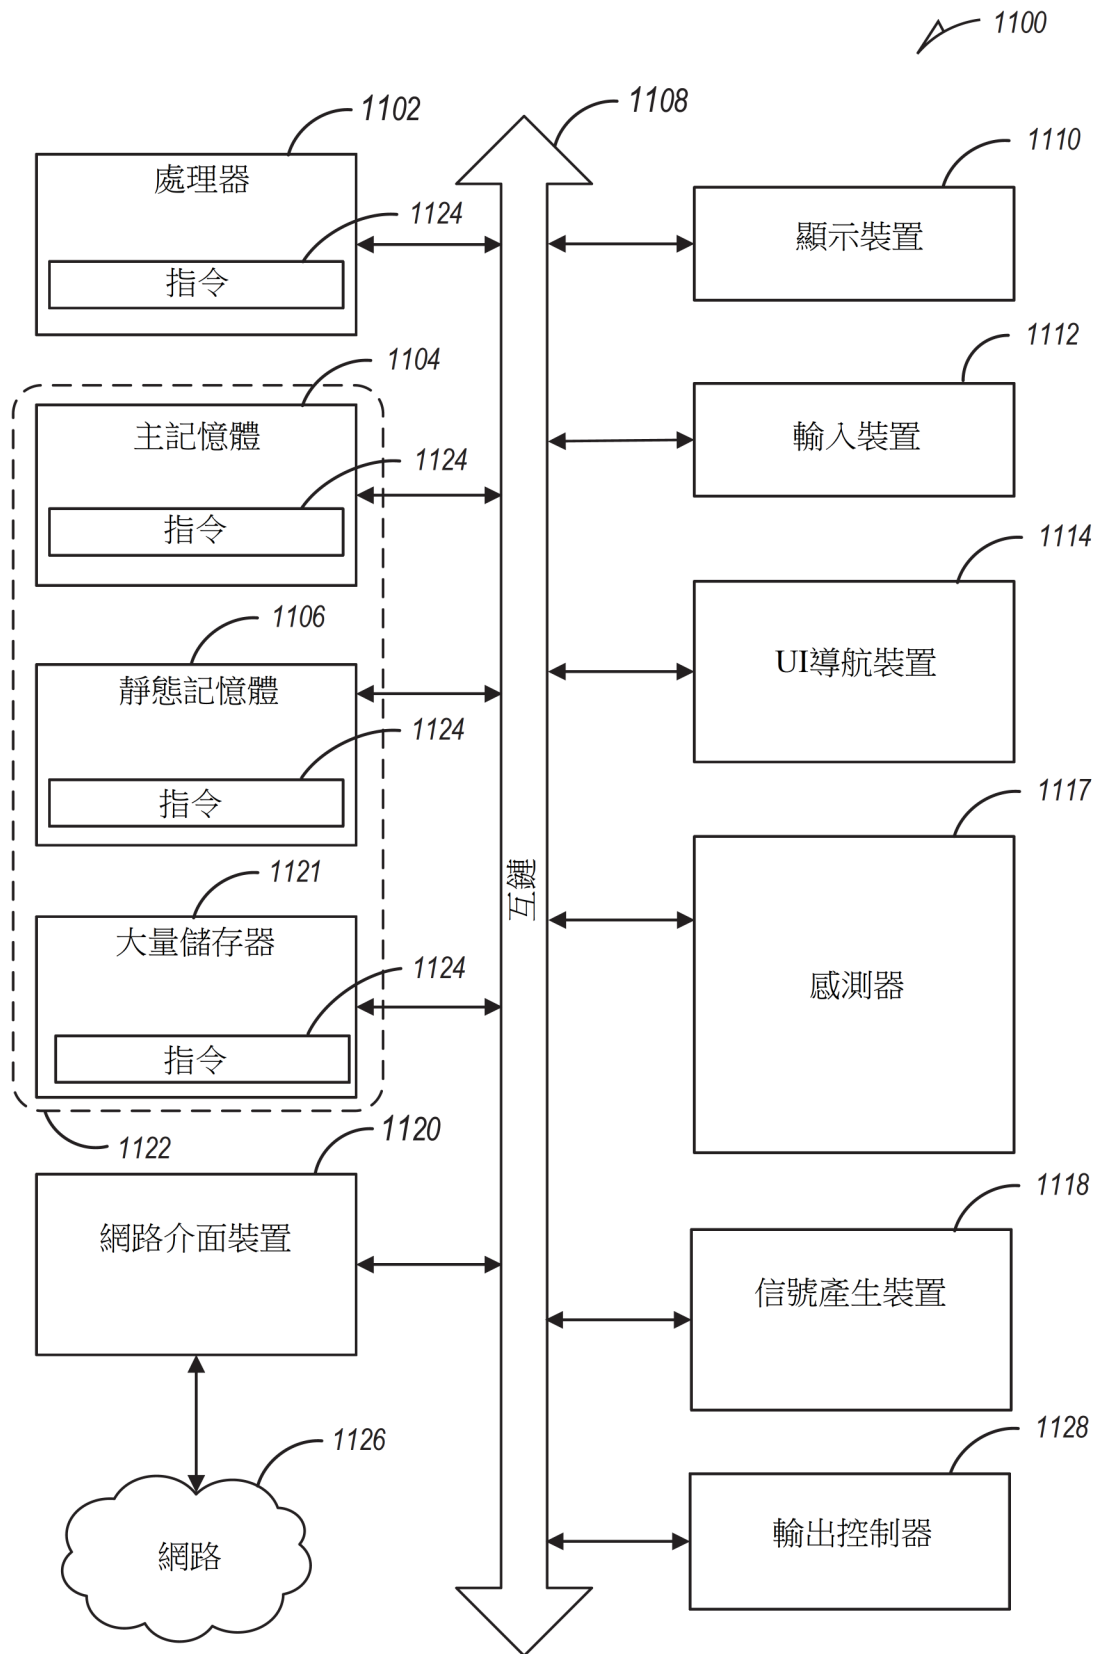 1100
1102
處理器
1124
指令
1104
主記憶體
1124
指令
1106
靜態記憶體
1124
指令
1121
大量儲存器
1124
指令
1122
1120
網路介面裝置
1126
網路
1108
互鏈
1110
顯示裝置
1112
輸入裝置
1114
UI導航裝置
1117
感測器
1118
信號產生裝置
1128
輸出控制器